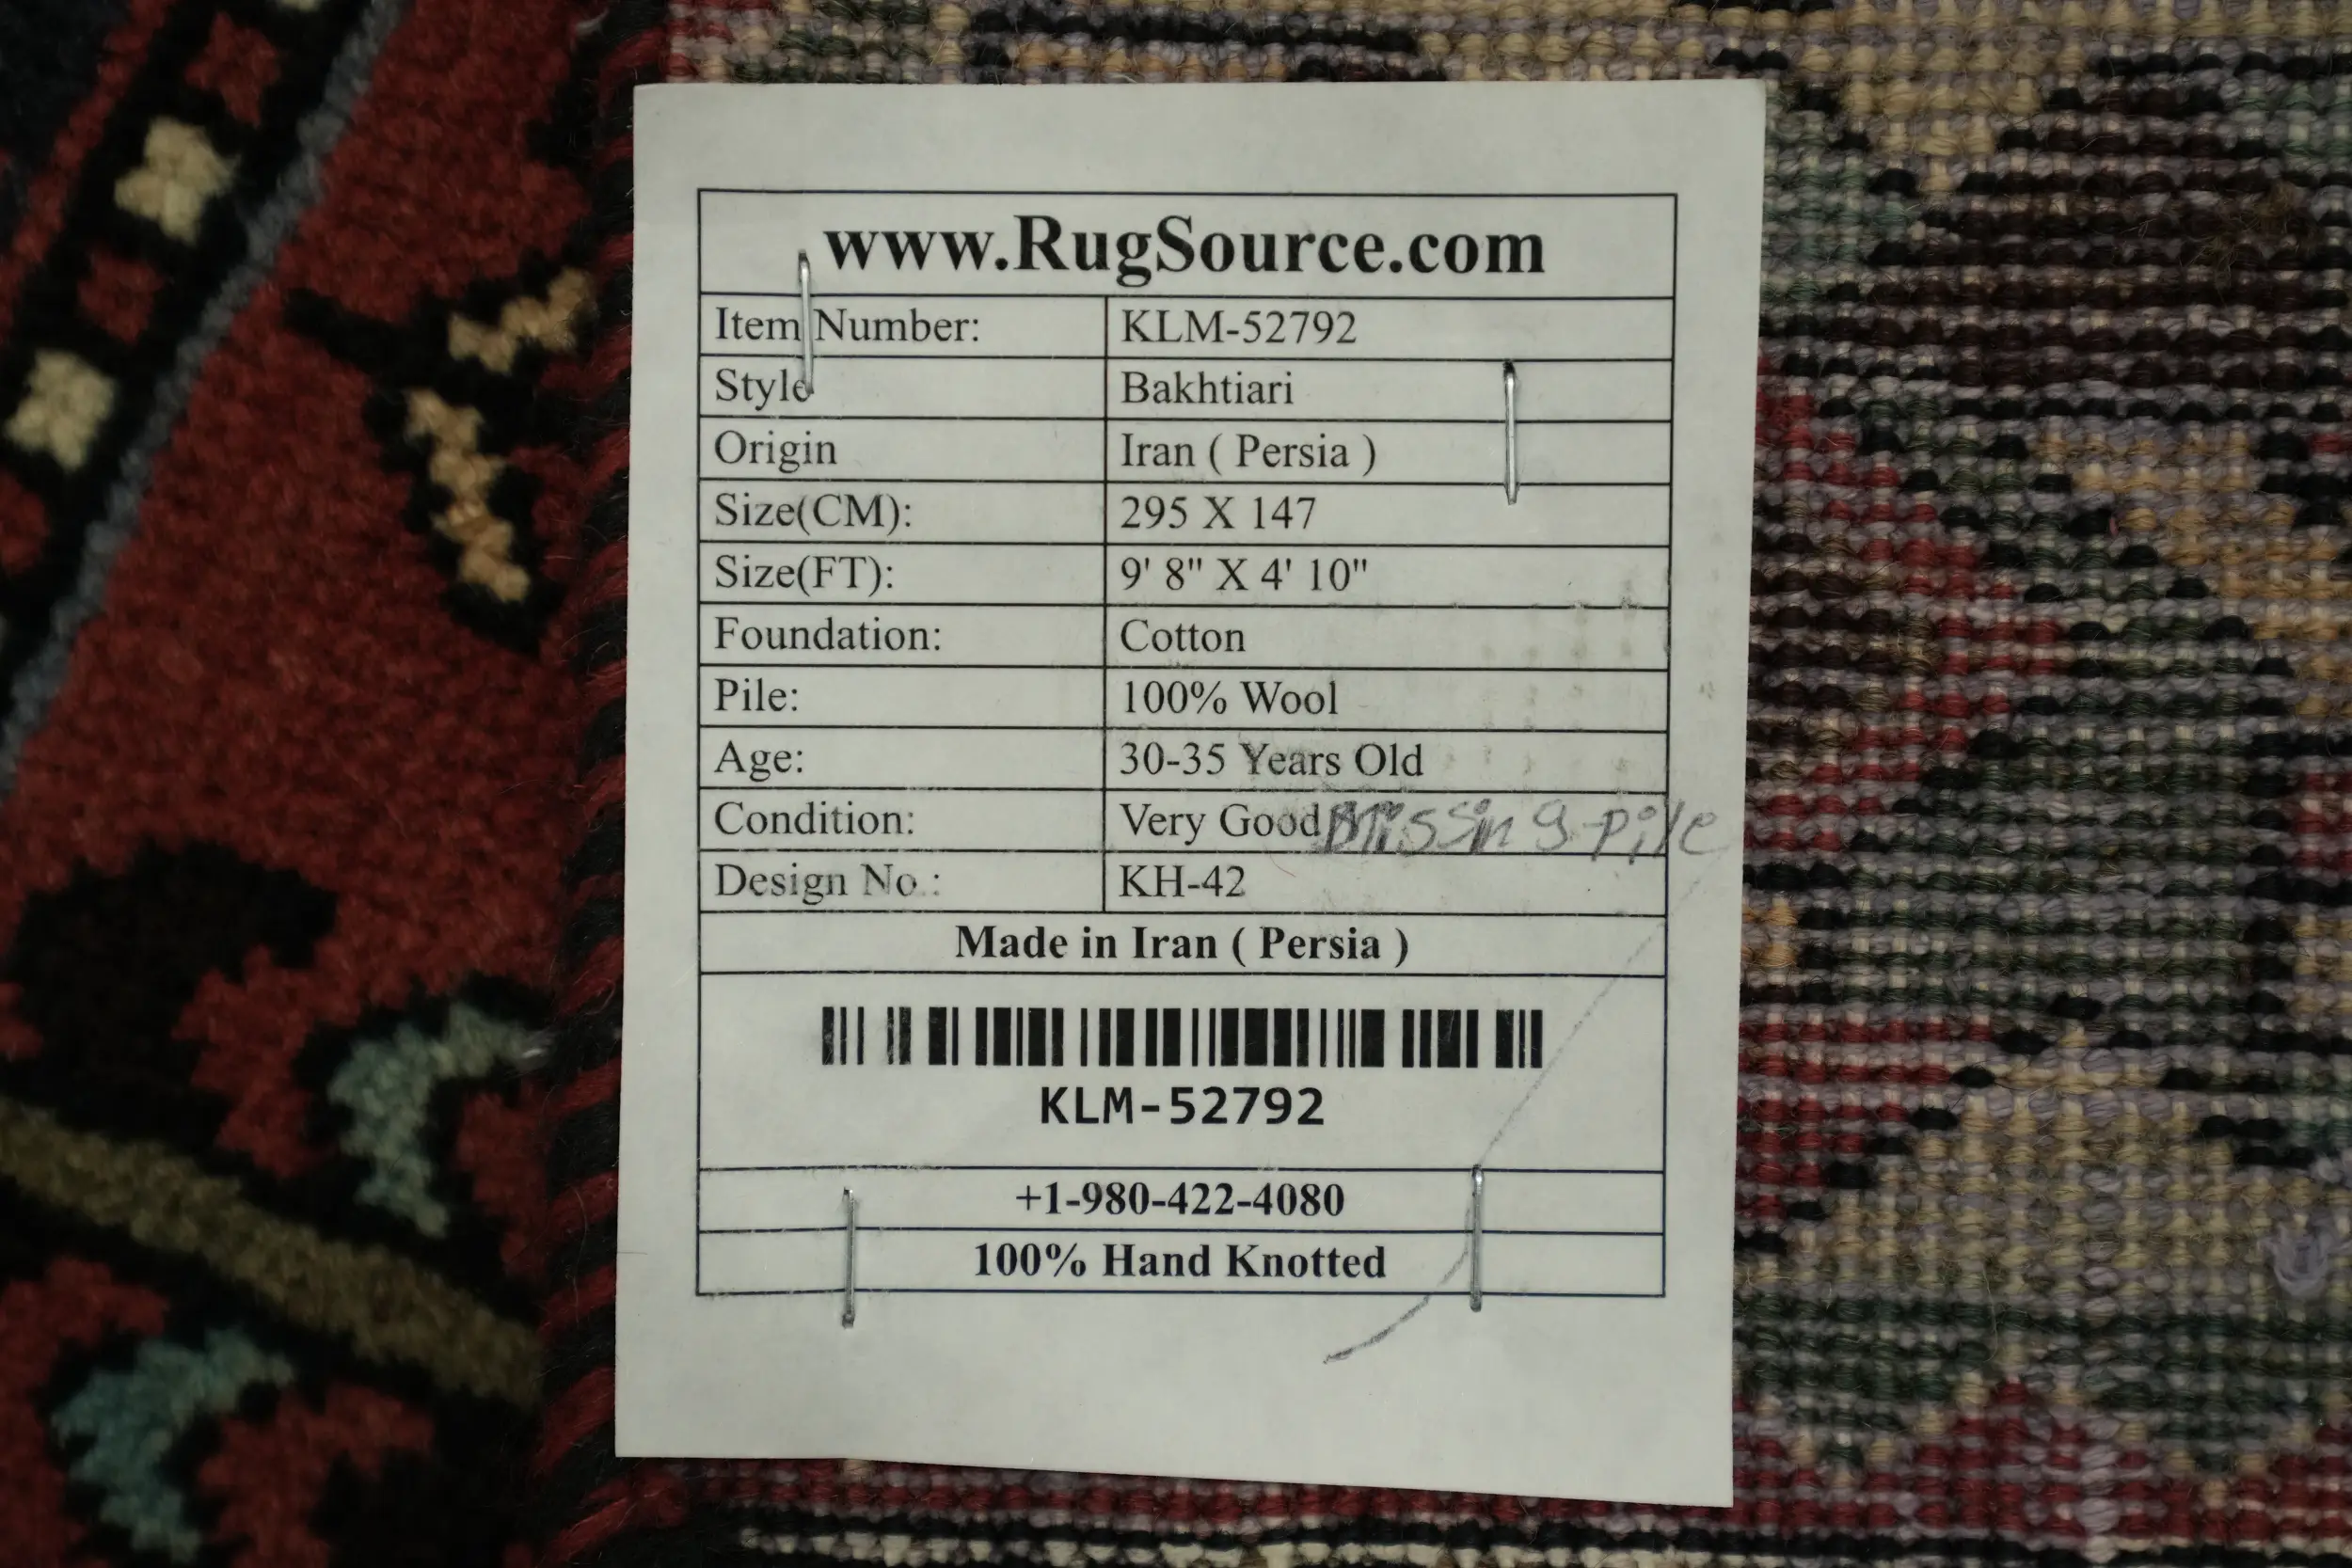 www.RugSource.com
Item Number: KLM-52792
Style Bakhtiari
Origin Iran ( Persia )
Size(CM): 295 X 147
Size(FT): 9' 8" X 4' 10"
Foundation: Cotton
Pile: 100% Wool
Age: 30-35 Years Old
Condition: Very Good Missing pile
Design No.: KH-42
Made in Iran ( Persia )
KLM-52792
+1-980-422-4080
100% Hand Knotted